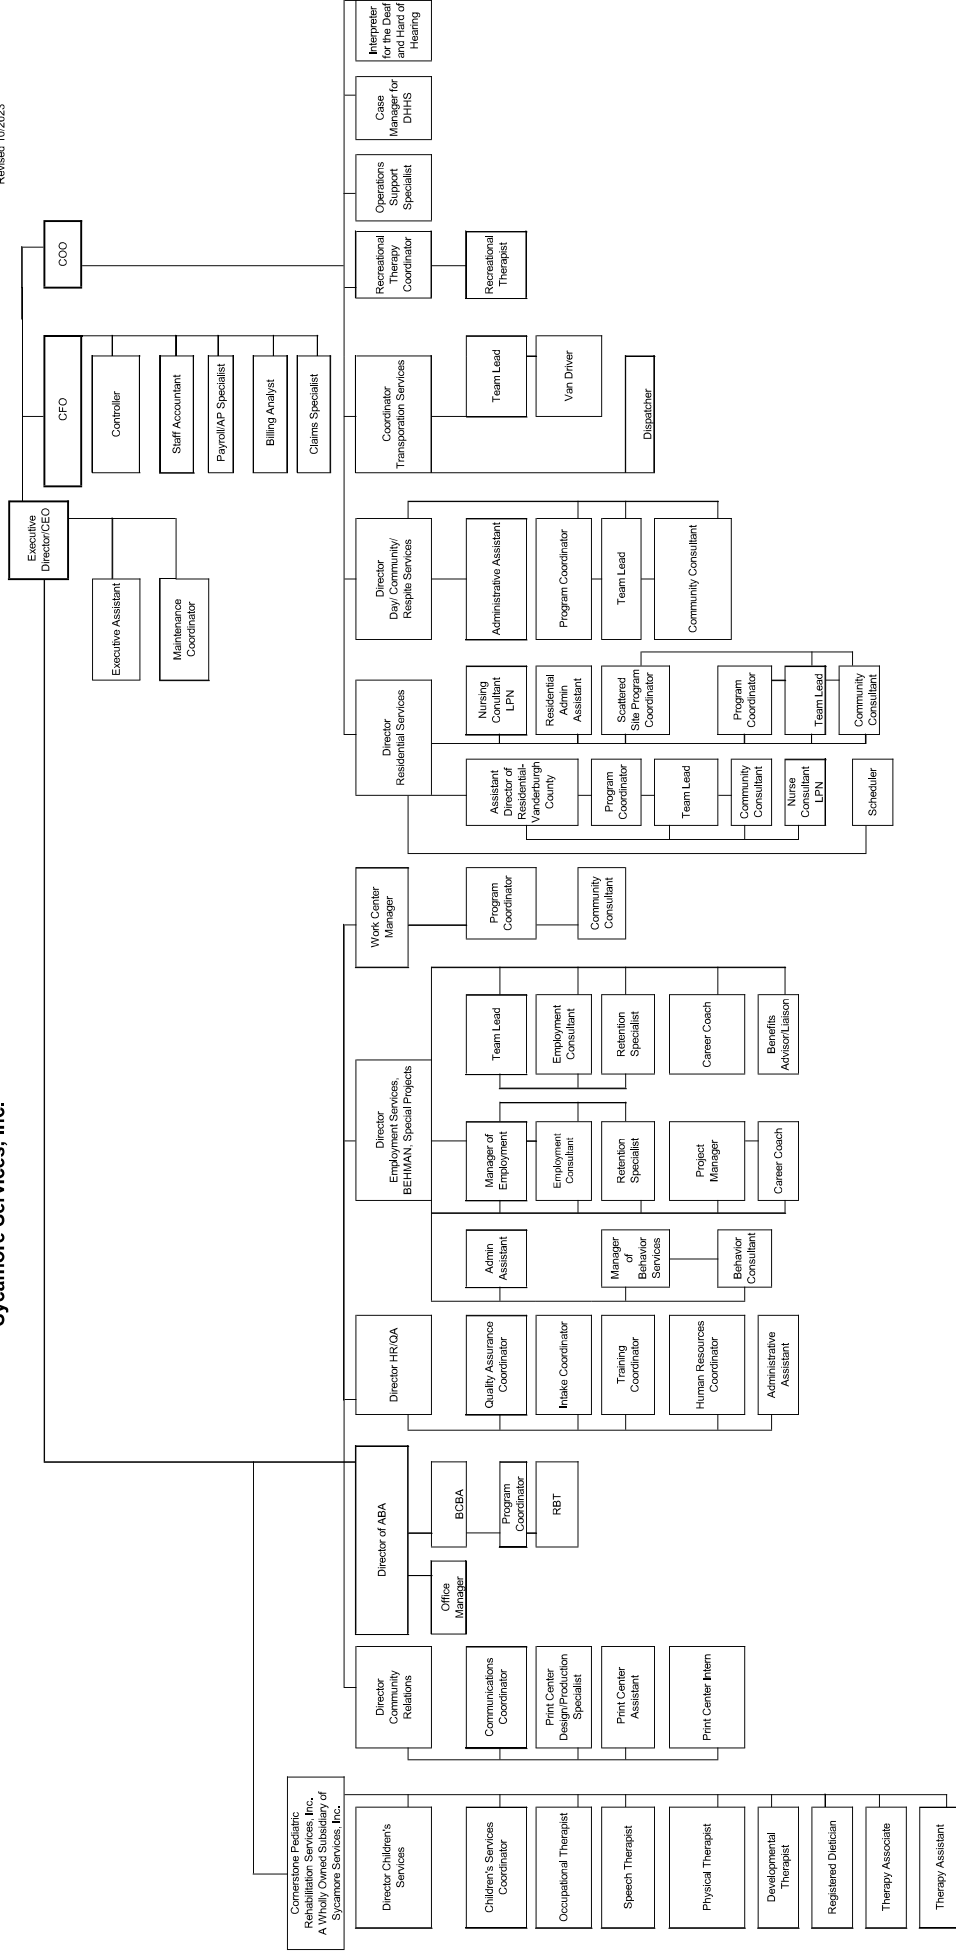 Sycamore Services, Inc.
Revised 10/2023
Executive
Director/CEO
Executive Assistant
Maintenance
Coordinator
CFO
Controller
Staff Accountant
Payroll/AP Specialist
Billing Analyst
Claims Specialist
COO
Cornerstone Pediatric
Rehabilitation Services, Inc.
A Wholly Owned Subsidiary of
Sycamore Services, Inc.
Director Children's
Services
Children's Services
Coordinator
Occupational Therapist
Speech Therapist
Physical Therapist
Developmental
Therapist
Registered Dietician
Therapy Associate
Therapy Assistant
Director
Community
Relations
Communications
Coordinator
Print Center
Design/Production
Specialist
Print Center
Assistant
Print Center Intern
Director of ABA
Office
Manager
BCBA
Program
Coordinator
RBT
Director HR/QA
Quality Assurance
Coordinator
Intake Coordinator
Training
Coordinator
Human Resources
Coordinator
Administrative
Assistant
Director
Employment Services,
BEHMAN, Special Projects
Admin
Assistant
Manager
of
Behavior
Services
Behavior
Consultant
Manager of
Employment
Employment
Consultant
Retention
Specialist
Project
Manager
Career Coach
Team Lead
Employment
Consultant
Retention
Specialist
Career Coach
Benefits
Advisor/Liaison
Work Center
Manager
Program
Coordinator
Community
Consultant
Director
Residential Services
Assistant
Director of
Residential-
Vanderburgh
County
Program
Coordinator
Team Lead
Community
Consultant
Nurse
Consultant
LPN
Scheduler
Nursing
Conultant
LPN
Residential
Admin
Assistant
Scattered
Site Program
Coordinator
Program
Coordinator
Team Lead
Community
Consultant
Director
Day/ Community/
Respite Services
Administrative Assistant
Program Coordinator
Team Lead
Community Consultant
Coordinator
Transporation Services
Team Lead
Van Driver
Dispatcher
Recreational
Therapy
Coordinator
Recreational
Therapist
Operations
Support
Specialist
Case
Manager for
DHHS
Interpreter
for the Deaf
and Hard of
Hearing